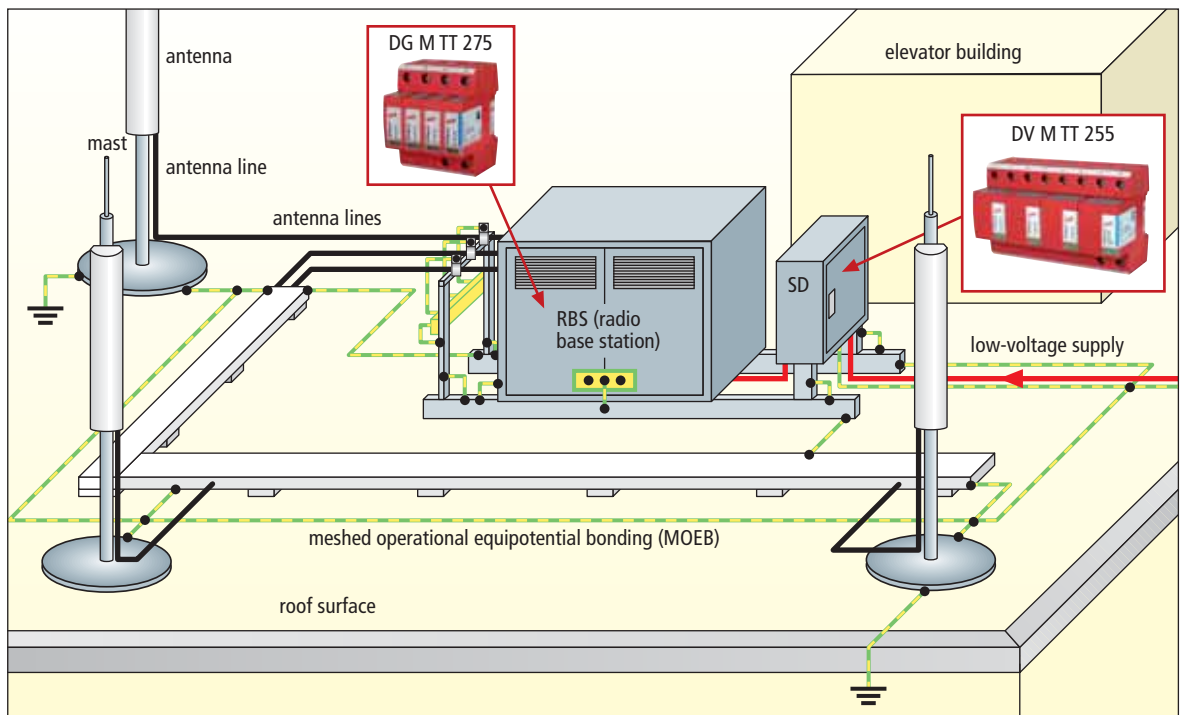 DG M TT 275
elevator building
antenna
DV M TT 255
mast
antenna line
antenna lines
SD
RBS (radio
base station)
low-voltage supply
meshed operational equipotential bonding (MOEB)
roof surface